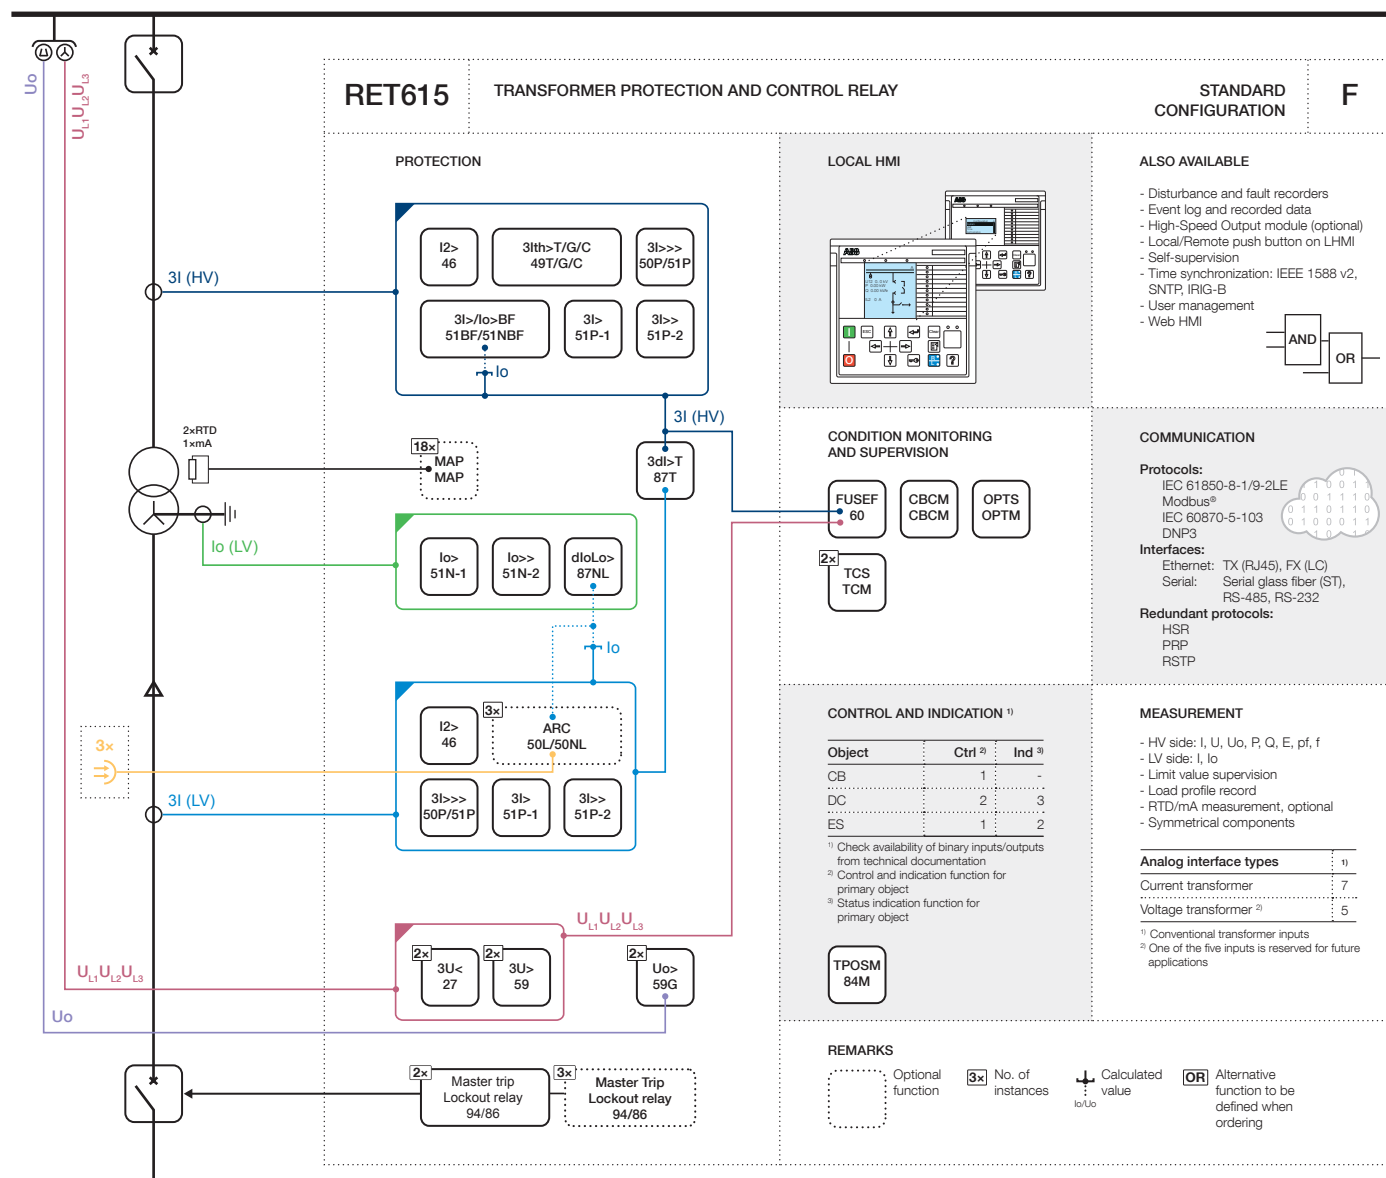 RET615
TRANSFORMER PROTECTION AND CONTROL RELAY
STANDARD
CONFIGURATION
F
Uo
UL1UL2UL3
PROTECTION
I2>
46
3Ith>T/G/C
49T/G/C
3I>>>
50P/51P
3I (HV)
3I>/Io>BF
51BF/51NBF
3I>
51P-1
3I>>
51P-2
Io
3I (HV)
2×RTD
1×mA
18×
MAP
MAP
3dI>T
87T
Io (LV)
Io>
51N-1
Io>>
51N-2
dIoLo>
87NL
Io
I2>
46
3×
ARC
50L/50NL
3×
3I (LV)
3I>>>
50P/51P
3I>
51P-1
3I>>
51P-2
UL1UL2UL3
UL1UL2UL3
2×
3U<
27
2×
3U>
59
2×
Uo>
59G
Uo
2×
Master trip
Lockout relay
94/86
3×
Master Trip
Lockout relay
94/86
LOCAL HMI
ABB
ABB
ESC
Clear
I
O
R
L
?
CONDITION MONITORING
AND SUPERVISION
FUSEF
60
CBCM
CBCM
OPTS
OPTM
2×
TCS
TCM
CONTROL AND INDICATION 1)
Object Ctrl 2) Ind 3)
CB 1 -
DC 2 3
ES 1 2
1) Check availability of binary inputs/outputs
from technical documentation
2) Control and indication function for
primary object
3) Status indication function for
primary object
TPOSM
84M
ALSO AVAILABLE
- Disturbance and fault recorders
- Event log and recorded data
- High-Speed Output module (optional)
- Local/Remote push button on LHMI
- Self-supervision
- Time synchronization: IEEE 1588 v2,
SNTP, IRIG-B
- User management
- Web HMI
AND
OR
COMMUNICATION
Protocols:
IEC 61850-8-1/9-2LE
Modbus®
IEC 60870-5-103
DNP3
Interfaces:
Ethernet: TX (RJ45), FX (LC)
Serial: Serial glass fiber (ST),
RS-485, RS-232
Redundant protocols:
HSR
PRP
RSTP
MEASUREMENT
- HV side: I, U, Uo, P, Q, E, pf, f
- LV side: I, Io
- Limit value supervision
- Load profile record
- RTD/mA measurement, optional
- Symmetrical components
Analog interface types 1)
Current transformer 7
Voltage transformer 2) 5
1) Conventional transformer inputs
2) One of the five inputs is reserved for future
applications
REMARKS
Optional
function
3×
No. of
instances
Io/Uo
Calculated
value
OR
Alternative
function to be
defined when
ordering